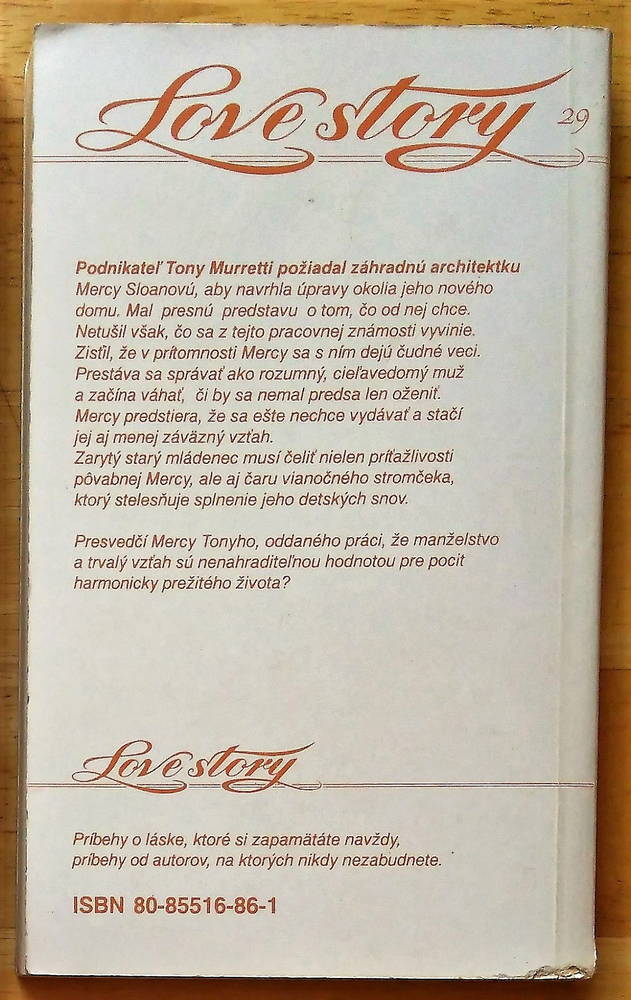 Love story 29
Podnikateľ Tony Murretti požiadal záhradnú architektku
Mercy Sloanovú, aby navrhla úpravy okolia jeho nového
domu. Mal presnú predstavu o tom, čo od nej chce.
Netušil však, čo sa z tejto pracovnej známosti vyvinie.
Zistil, že v prítomnosti Mercy sa s ním dejú čudné veci.
Prestáva sa správať ako rozumný, cieľavedomý muž
a začína váhať, či by sa nemal predsa len oženiť.
Mercy predstiera, že sa ešte nechce vydávať a stačí
jej aj menej záväzný vzťah.
Zarytý starý mládenec musí čeliť nielen príťažlivosti
pôvabnej Mercy, ale aj čaru vianočného stromčeka,
ktorý stelesňuje splnenie jeho detských snov.
Presvedčí Mercy Tonyho, oddaného práci, že manželstvo
a trvalý vzťah sú nenahraditeľnou hodnotou pre pocit
harmonicky prežitého života?
Love story
Príbehy o láske, ktoré si zapamätáte navždy,
príbehy od autorov, na ktorých nikdy nezabudnete.
ISBN 80-85516-86-1